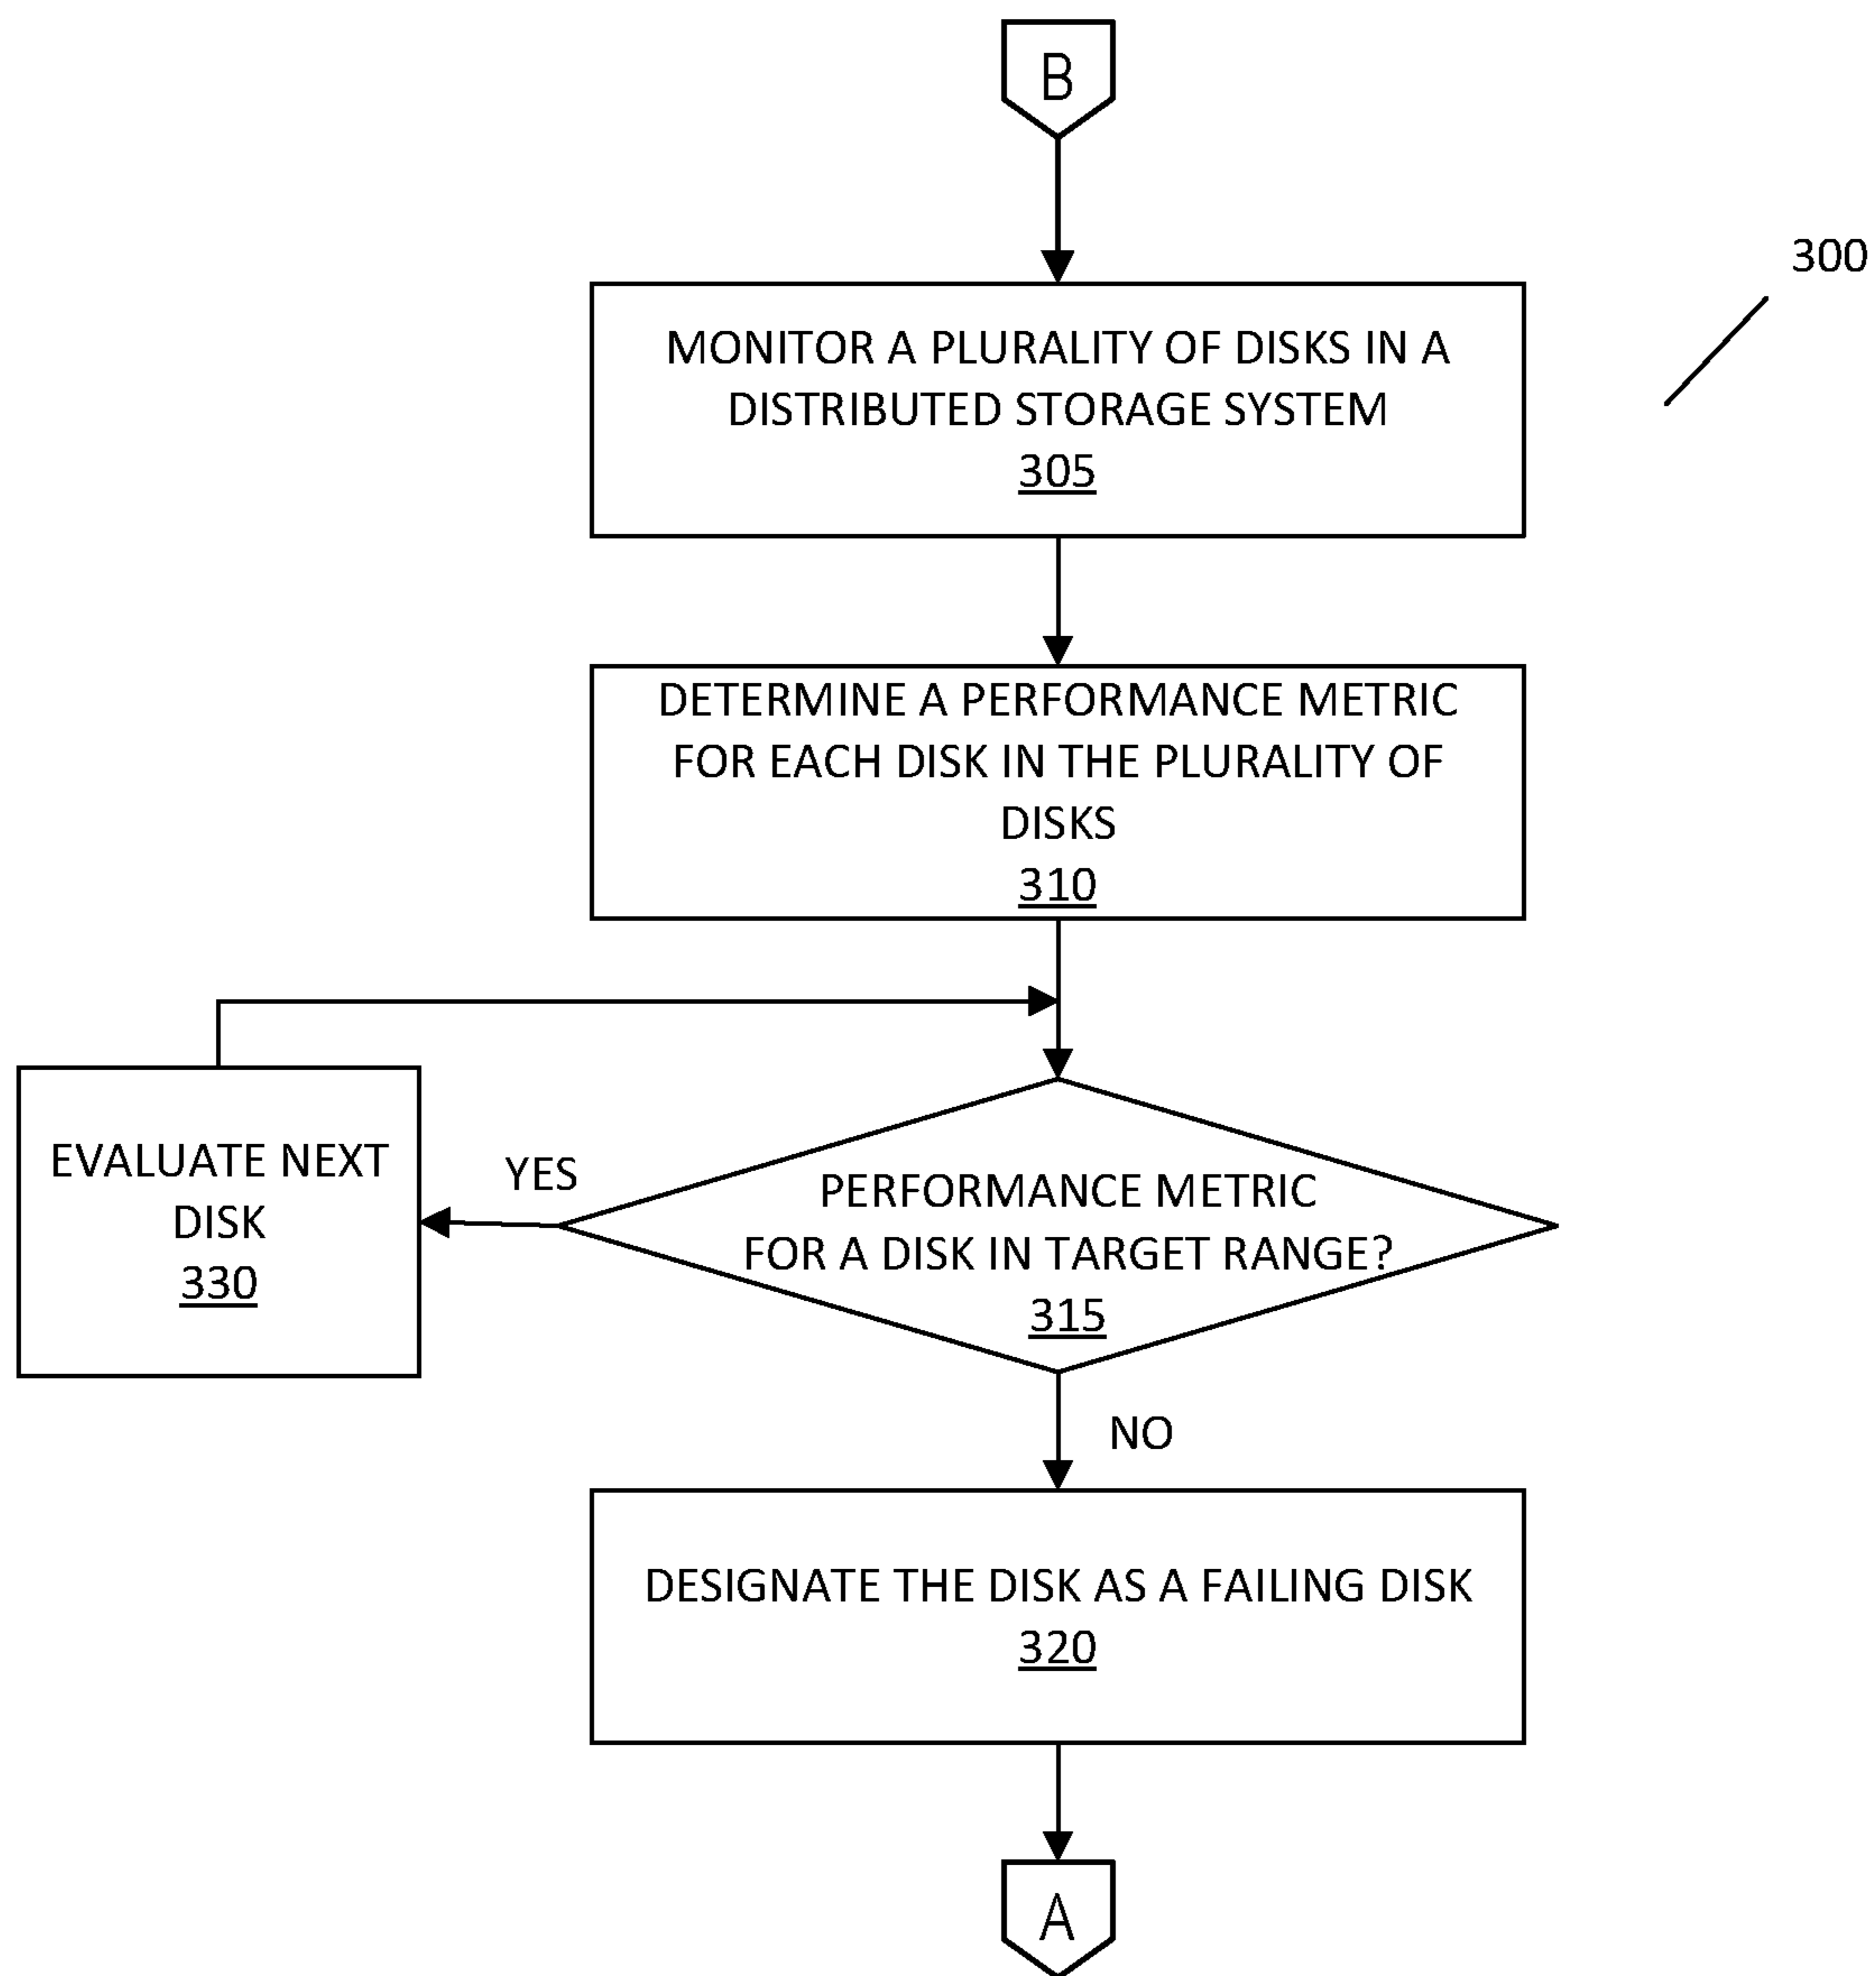 B
300
MONITOR A PLURALITY OF DISKS IN A
DISTRIBUTED STORAGE SYSTEM
305
DETERMINE A PERFORMANCE METRIC
FOR EACH DISK IN THE PLURALITY OF
DISKS
310
EVALUATE NEXT
DISK
330
YES
PERFORMANCE METRIC
FOR A DISK IN TARGET RANGE?
315
NO
DESIGNATE THE DISK AS A FAILING DISK
320
A